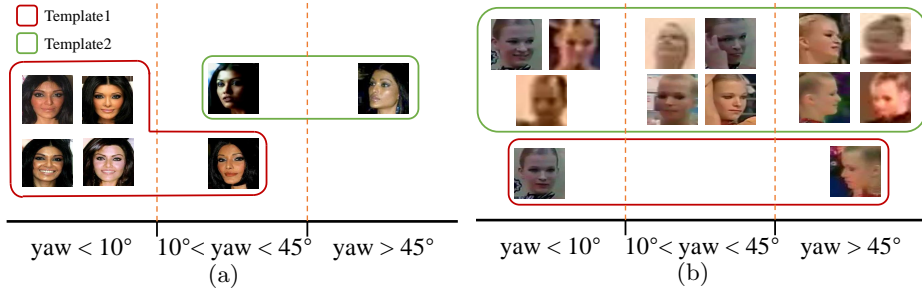 Template1
Template2
yaw < 10°
10°< yaw < 45°
yaw > 45°
(a)
yaw < 10°
10°< yaw < 45°
yaw > 45°
(b)